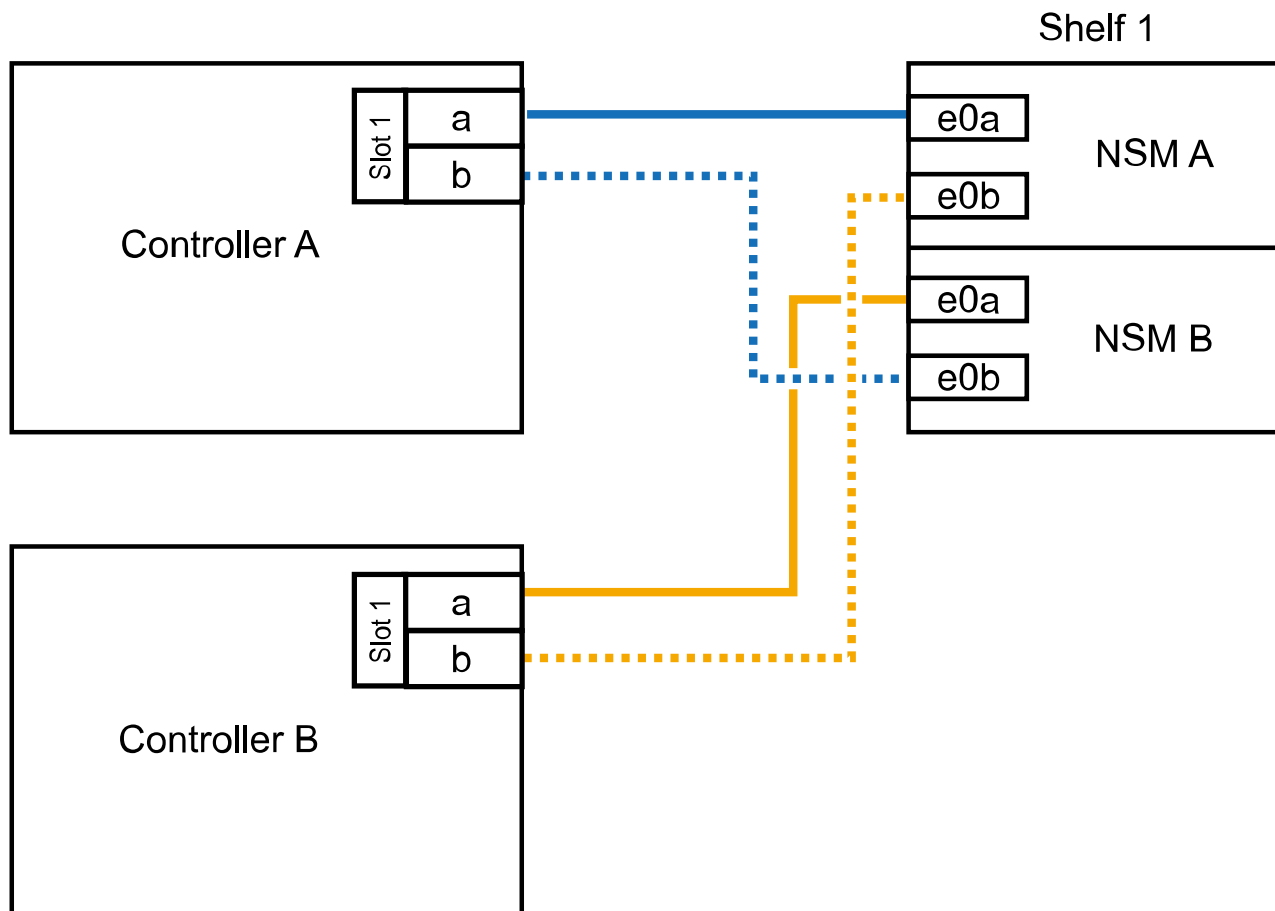 Shelf 1
Slot 1
a
b
Controller A
e0a
e0b
NSM A
e0a
e0b
NSM B
Slot 1
a
b
Controller B